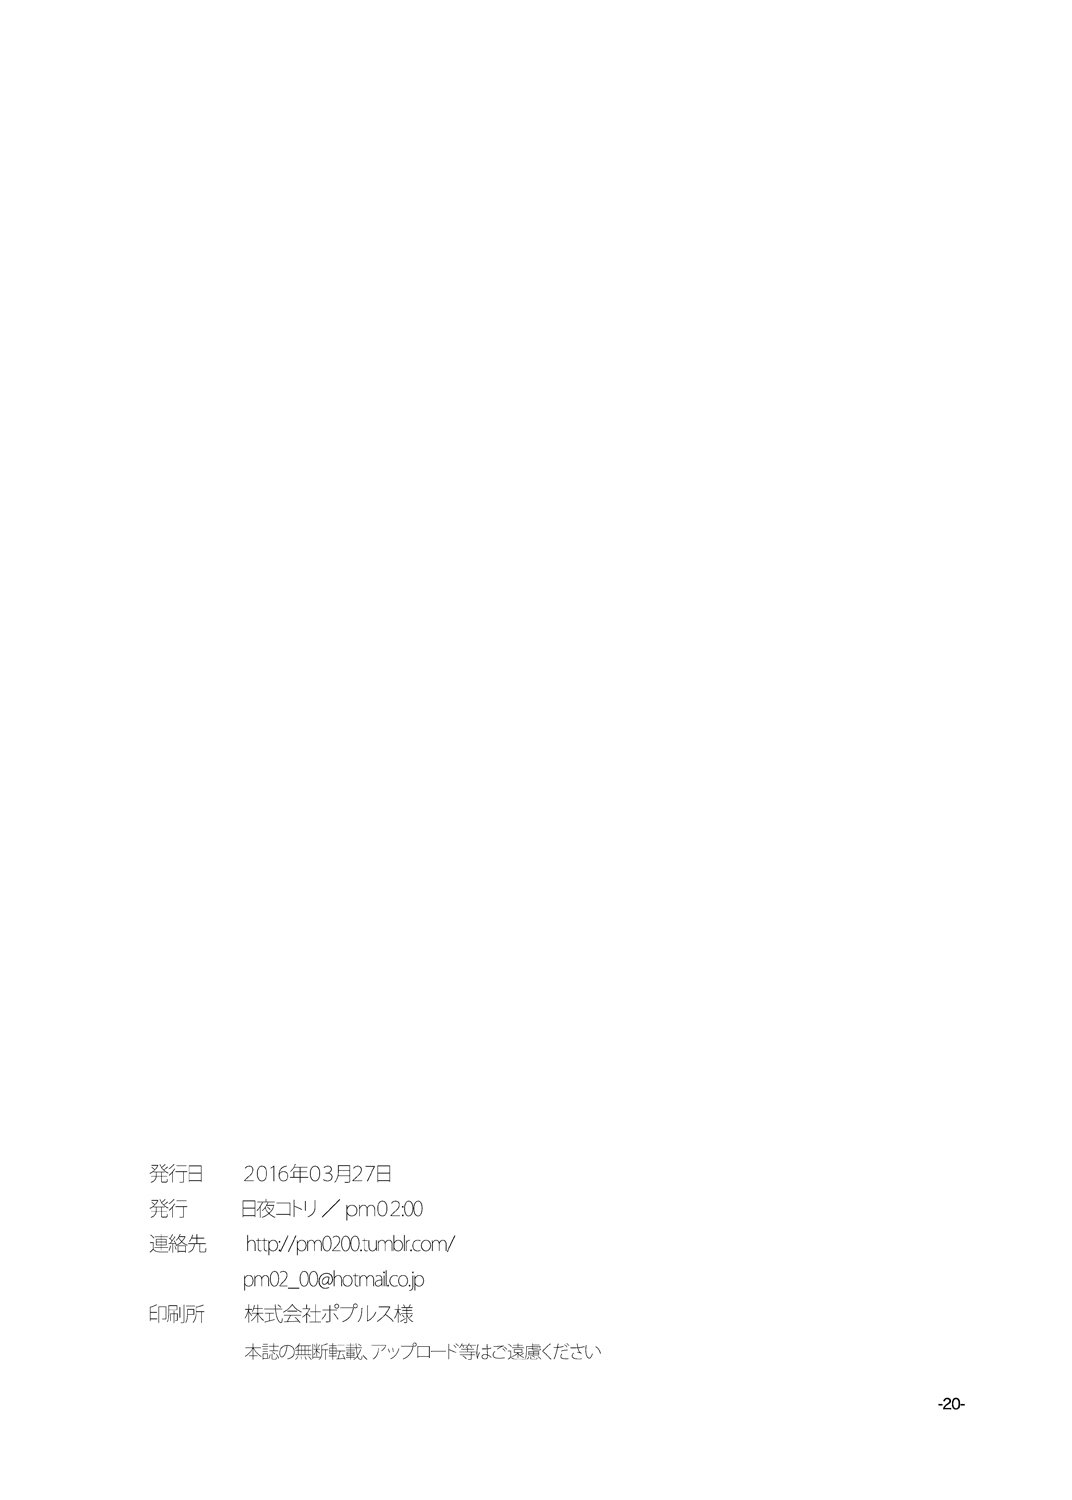 発行日 2016年03月27日
発行 日夜コトリ／pm02:00
連絡先 http://pm0200.tumblr.com/
pm02_00@hotmail.co.jp
印刷所 株式会社ポプルス様
本誌の無断転載、アップロード等はご遠慮ください
-20-